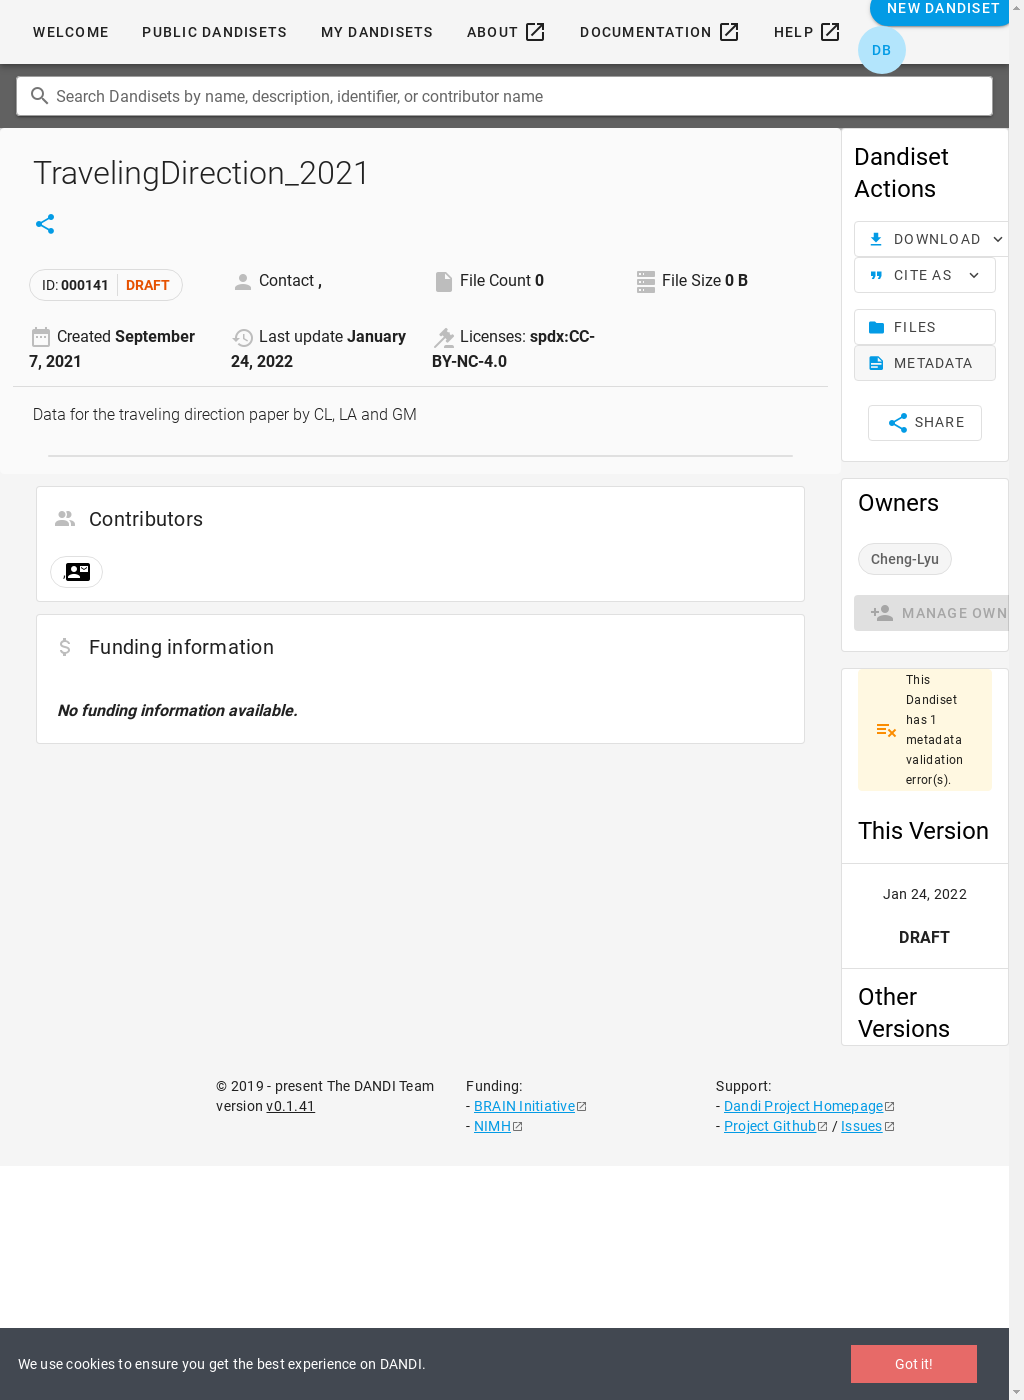 NEW DANDISET
WELCOME
PUBLIC DANDISETS
MY DANDISETS
ABOUT
DOCUMENTATION
HELP
DB
Search Dandisets by name, description, identifier, or contributor name
TravelingDirection_2021
ID: 000141 DRAFT
Contact ,
File Count 0
File Size 0 B
Created September
7, 2021
Last update January
24, 2022
Licenses: spdx:CC-
BY-NC-4.0
Data for the traveling direction paper by CL, LA and GM
Contributors
,
Funding information
No funding information available.
Dandiset
Actions
DOWNLOAD
CITE AS
FILES
METADATA
SHARE
Owners
Cheng-Lyu
MANAGE OWN
This
Dandiset
has 1
metadata
validation
error(s).
This Version
Jan 24, 2022
DRAFT
Other
Versions
© 2019 - present The DANDI Team
version v0.1.41
Funding:
- BRAIN Initiative
- NIMH
Support:
- Dandi Project Homepage
- Project Github / Issues
We use cookies to ensure you get the best experience on DANDI.
Got it!